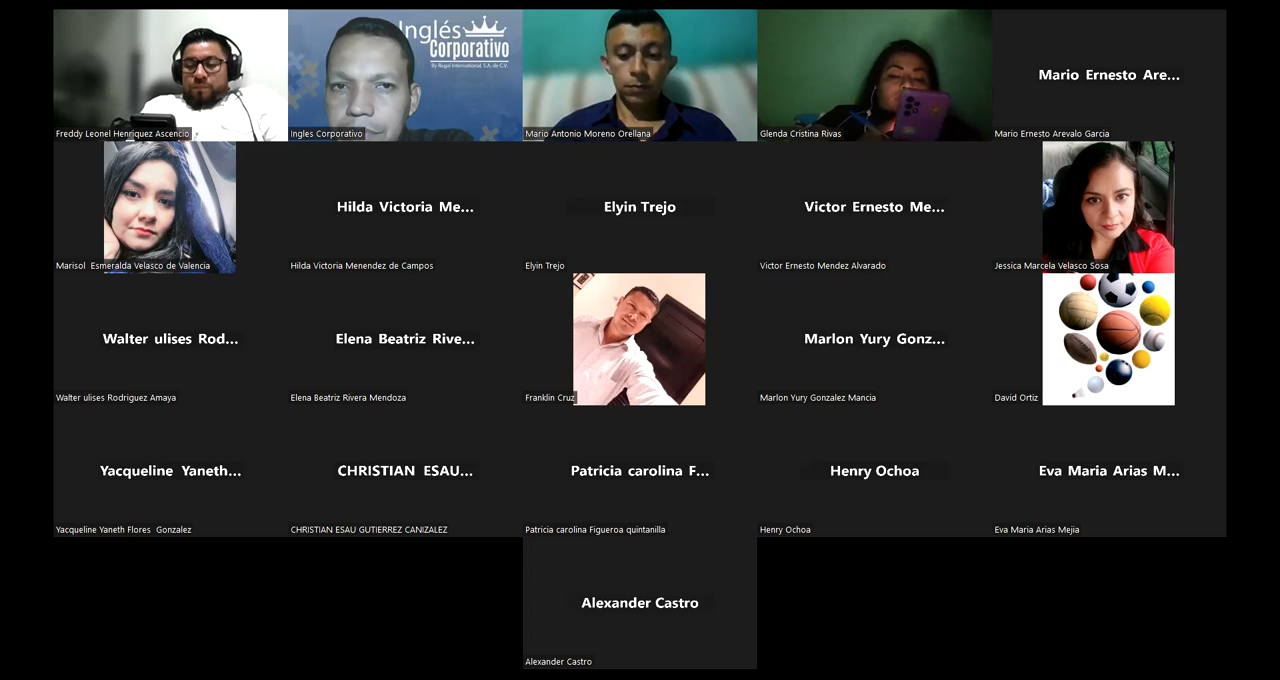 Inglés
Corporativo
By Regal International, S.A. de C.V.
Freddy Leonel Henriquez Ascencio
Ingles Corporativo
Mario Antonio Moreno Orellana
Glenda Cristina Rivas
Mario Ernesto Are...
Mario Ernesto Arevalo Garcia
Marisol Esmeralda Velasco de Valencia
Hilda Victoria Me...
Hilda Victoria Menendez de Campos
Elyin Trejo
Elyin Trejo
Victor Ernesto Me...
Victor Ernesto Mendez Alvarado
Jessica Marcela Velasco Sosa
Walter ulises Rod...
Walter ulises Rodriguez Amaya
Elena Beatriz Rive...
Elena Beatriz Rivera Mendoza
Franklin Cruz
Marlon Yury Gonz...
Marlon Yury Gonzalez Mancia
David Ortiz
Yacqueline Yaneth...
Yacqueline Yaneth Flores Gonzalez
CHRISTIAN ESAU...
CHRISTIAN ESAU GUTIERREZ CANIZALEZ
Patricia carolina F...
Patricia carolina Figueroa quintanilla
Henry Ochoa
Henry Ochoa
Eva Maria Arias M...
Eva Maria Arias Mejia
Alexander Castro
Alexander Castro